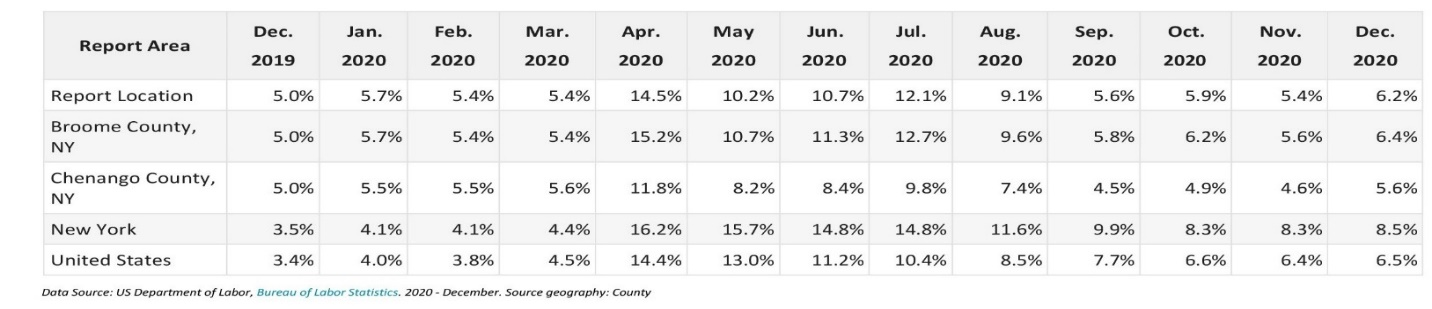 Report Area Dec. 2019 Jan. 2020 Feb. 2020 Mar. 2020 Apr. 2020 May 2020 Jun. 2020 Jul. 2020 Aug. 2020 Sep. 2020 Oct. 2020 Nov. 2020 Dec. 2020
Report Location 5.0% 5.7% 5.4% 5.4% 14.5% 10.2% 10.7% 12.1% 9.1% 5.6% 5.9% 5.4% 6.2%
Broome County, NY 5.0% 5.7% 5.4% 5.4% 15.2% 10.7% 11.3% 12.7% 9.6% 5.8% 6.2% 5.6% 6.4%
Chenango County, NY 5.0% 5.5% 5.5% 5.6% 11.8% 8.2% 8.4% 9.8% 7.4% 4.5% 4.9% 4.6% 5.6%
New York 3.5% 4.1% 4.1% 4.4% 16.2% 15.7% 14.8% 14.8% 11.6% 9.9% 8.3% 8.3% 8.5%
United States 3.4% 4.0% 3.8% 4.5% 14.4% 13.0% 11.2% 10.4% 8.5% 7.7% 6.6% 6.4% 6.5%
Data Source: US Department of Labor, Bureau of Labor Statistics. 2020 - December. Source geography: County